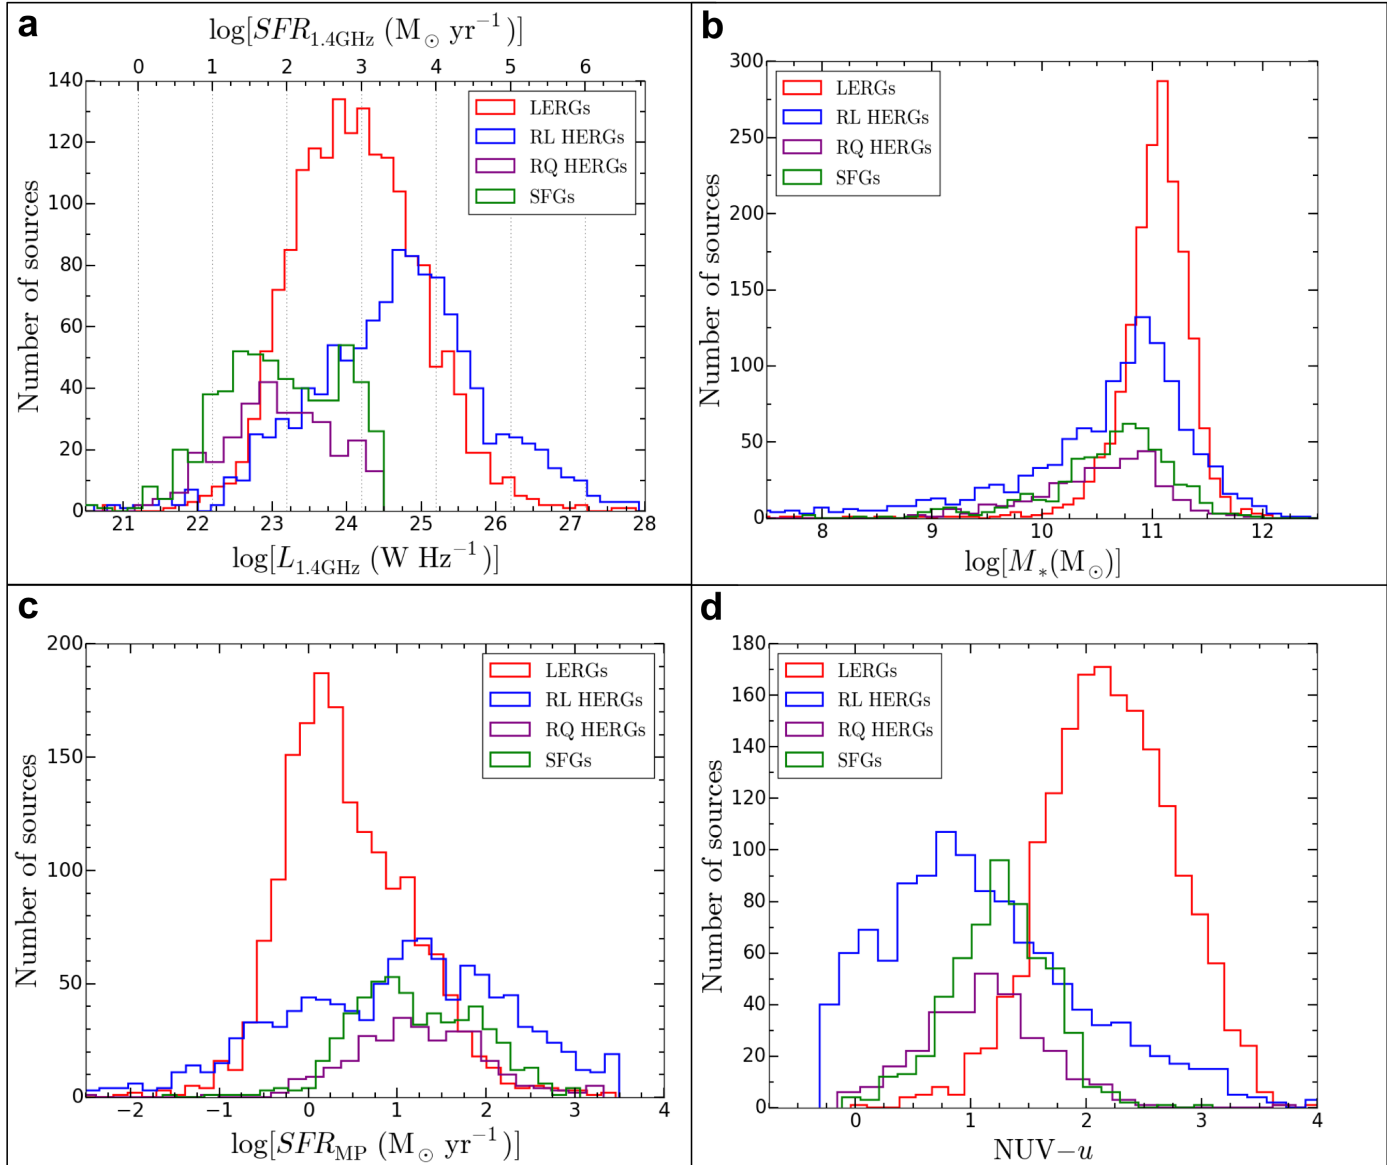 a
log[SFR₁.₄GHz (M⊙ yr⁻¹)]
0 1 2 3 4 5 6
140
120
100
80
60
40
20
0
Number of sources
LERGs
RL HERGs
RQ HERGs
SFGs
21 22 23 24 25 26 27 28
log[L₁.₄GHz (W Hz⁻¹)]
b
300
250
200
150
100
50
0
Number of sources
LERGs
RL HERGs
RQ HERGs
SFGs
8 9 10 11 12
log[M*(M⊙)]
c
200
150
100
50
0
Number of sources
LERGs
RL HERGs
RQ HERGs
SFGs
−2 −1 0 1 2 3 4
log[SFR_MP (M⊙ yr⁻¹)]
d
180
160
140
120
100
80
60
40
20
0
Number of sources
LERGs
RL HERGs
RQ HERGs
SFGs
0 1 2 3 4
NUV−u